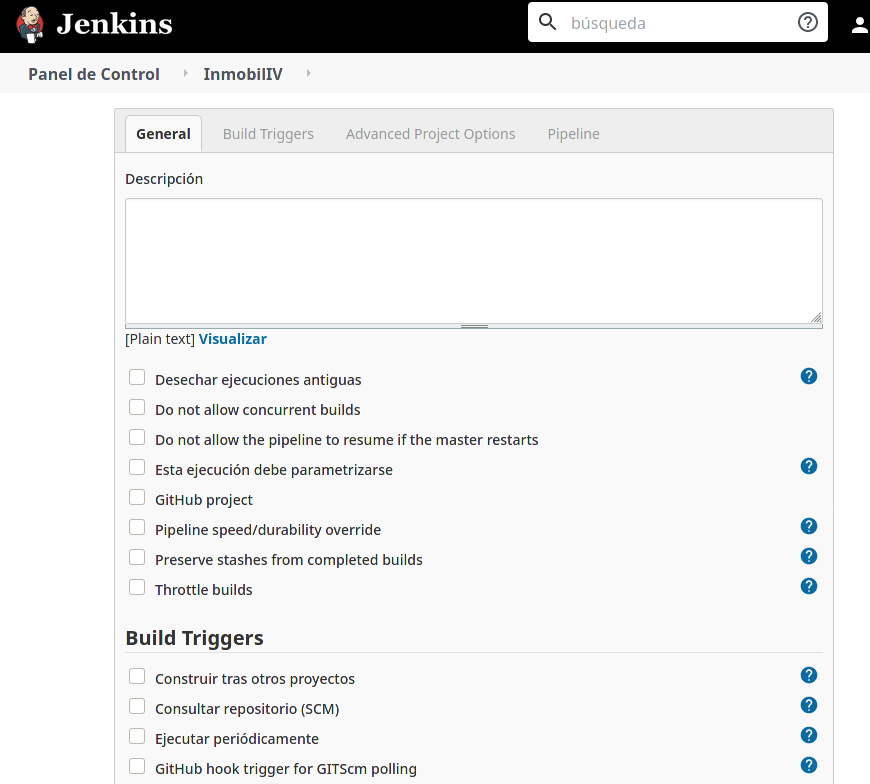 Jenkins
búsqueda
Panel de Control InmobilIV
General Build Triggers Advanced Project Options Pipeline
Descripción
[Plain text] Visualizar
Desechar ejecuciones antiguas
Do not allow concurrent builds
Do not allow the pipeline to resume if the master restarts
Esta ejecución debe parametrizarse
GitHub project
Pipeline speed/durability override
Preserve stashes from completed builds
Throttle builds
Build Triggers
Construir tras otros proyectos
Consultar repositorio (SCM)
Ejecutar periódicamente
GitHub hook trigger for GITScm polling